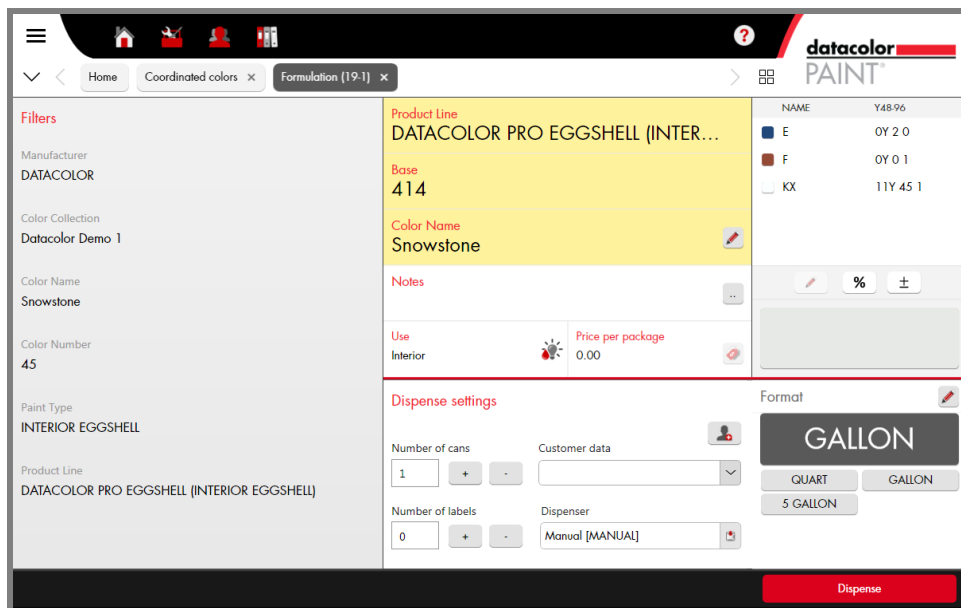 ?
datacolor
PAINT®
Home
Coordinated colors ×
Formulation (19-1) ×
Filters
Manufacturer
DATACOLOR
Color Collection
Datacolor Demo 1
Color Name
Snowstone
Color Number
45
Paint Type
INTERIOR EGGSHELL
Product Line
DATACOLOR PRO EGGSHELL (INTERIOR EGGSHELL)
Product Line
DATACOLOR PRO EGGSHELL (INTER...
Base
414
Color Name
Snowstone
Notes
..
Use
Interior
Price per package
0.00
NAME Y48-96
E 0Y 2 0
F 0Y 0 1
KX 11Y 45 1
% ±
Dispense settings
Number of cans
1 + -
Customer data
Number of labels
0 + -
Dispenser
Manual [MANUAL]
Format
GALLON
QUART GALLON
5 GALLON
Dispense